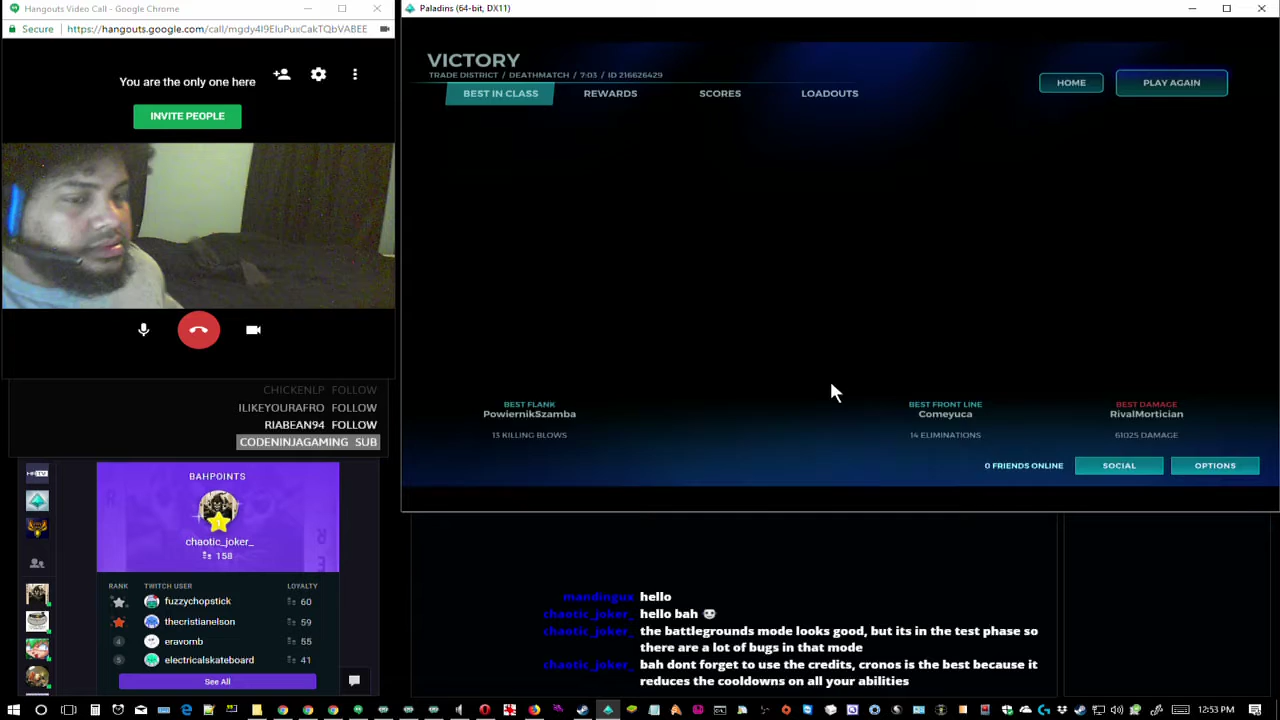 Hangouts Video Call - Google Chrome
Secure https://hangouts.google.com/call/mgdy4I9EIuPuxCakTQbVABEE
You are the only one here
INVITE PEOPLE
CHICKENLP FOLLOW
ILIKEYOURAFRO FOLLOW
RIABEAN94 FOLLOW
CODENINJAGAMING SUB
BAHPOINTS
1
chaotic_joker_
158
RANK TWITCH USER LOYALTY
fuzzychopstick 60
thecristianelson 59
4 eravomb 55
5 electricalskateboard 41
See All
Paladins (64-bit, DX11)
VICTORY
TRADE DISTRICT / DEATHMATCH / 7:03 / ID 216626429
BEST IN CLASS REWARDS SCORES LOADOUTS
HOME PLAY AGAIN
BEST FLANK
PowiernikSzamba
13 KILLING BLOWS
BEST FRONT LINE
Comeyuca
14 ELIMINATIONS
BEST DAMAGE
RivalMortician
61025 DAMAGE
0 FRIENDS ONLINE SOCIAL OPTIONS
mandingux hello
chaotic_joker_ hello bah
chaotic_joker_ the battlegrounds mode looks good, but its in the test phase so
there are a lot of bugs in that mode
chaotic_joker_ bah dont forget to use the credits, cronos is the best because it
reduces the cooldowns on all your abilities
12:53 PM